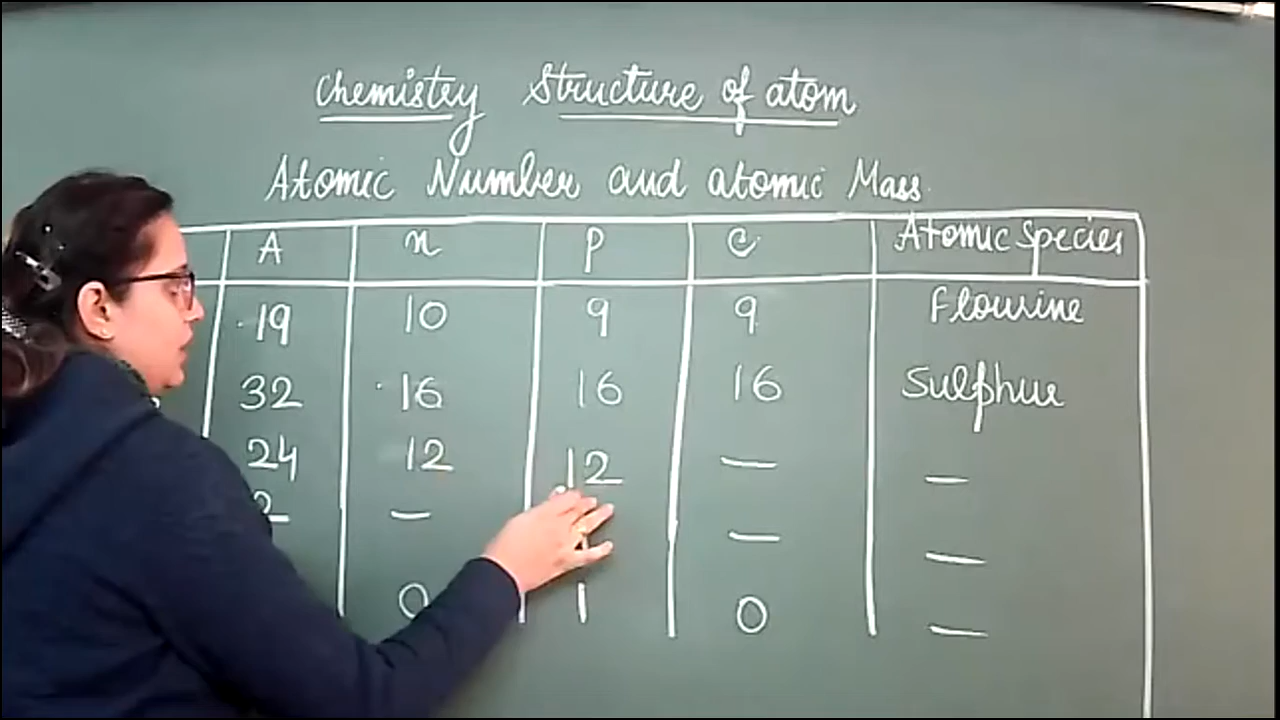 Chemistry Structure of atom
Atomic Number and atomic Mass
A n P e Atomic Species
19 10 9 9 Flourine
32 16 16 16 Sulphur
24 12 12 — —
2 — — —
0 1 0 —